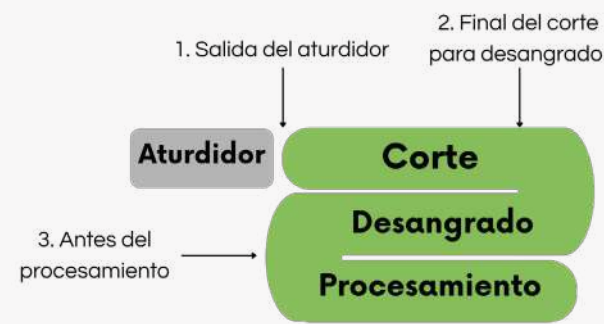 1. Salida del aturdidor
2. Final del corte
para desangrado
Aturdidor
Corte
Desangrado
3. Antes del
procesamiento
Procesamiento